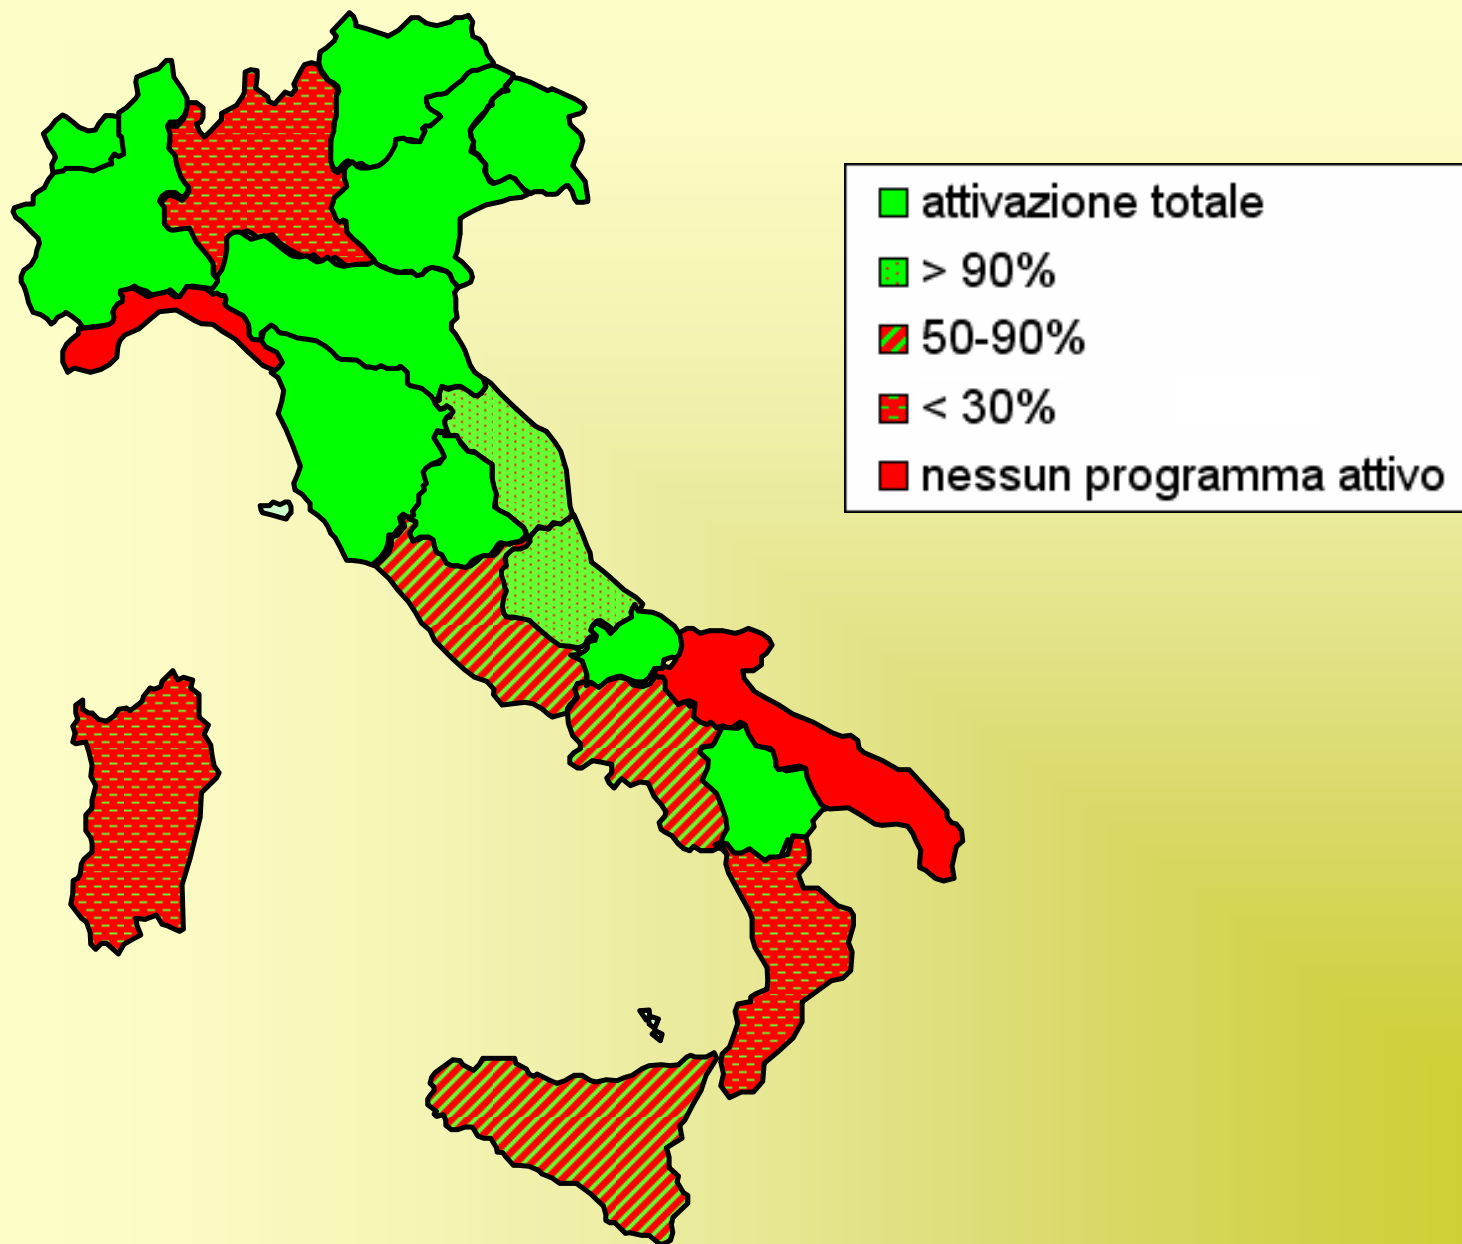 attivazione totale
> 90%
50-90%
< 30%
nessun programma attivo